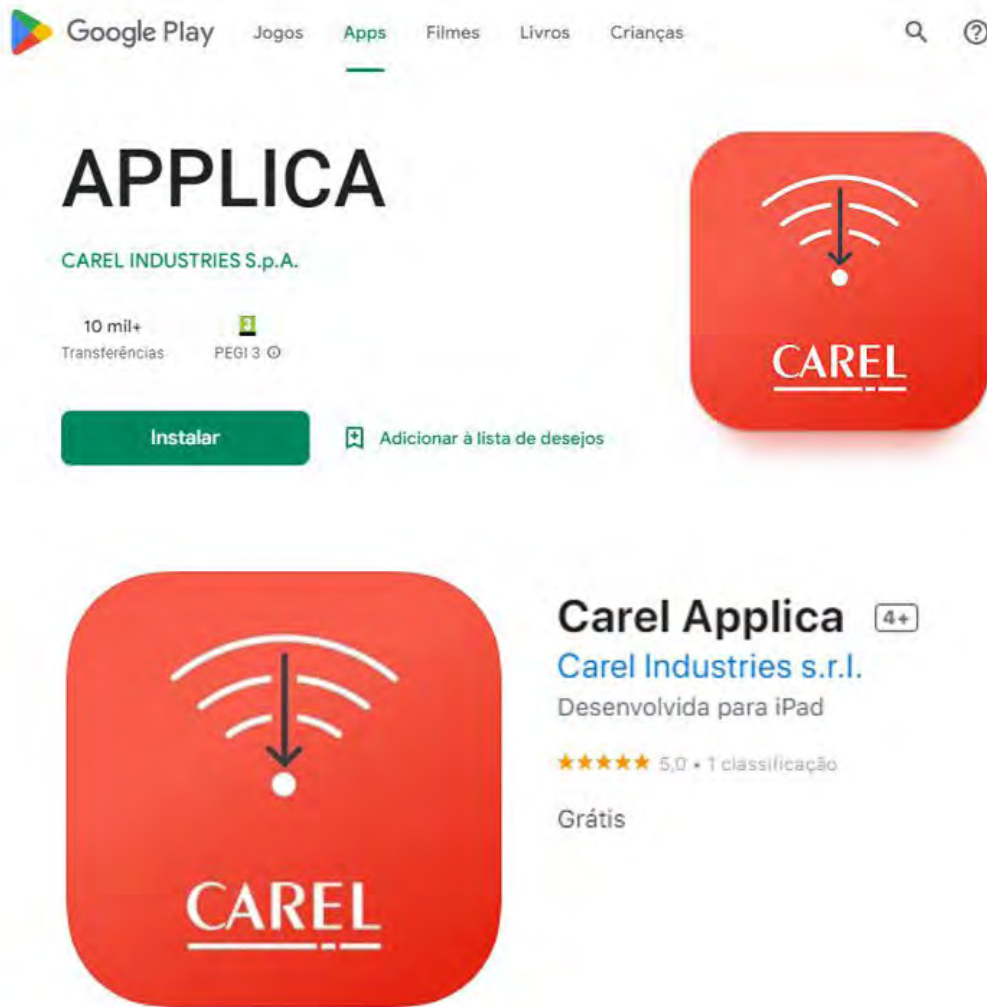 Google Play Jogos Apps Filmes Livros Crianças
APPLICA
CAREL INDUSTRIES S.p.A.
10 mil+
Transferências
3
PEGI 3
Instalar
Adicionar à lista de desejos
CAREL
Carel Applica 4+
Carel Industries s.r.l.
Desenvolvida para iPad
★★★★★ 5,0 • 1 classificação
Grátis
CAREL